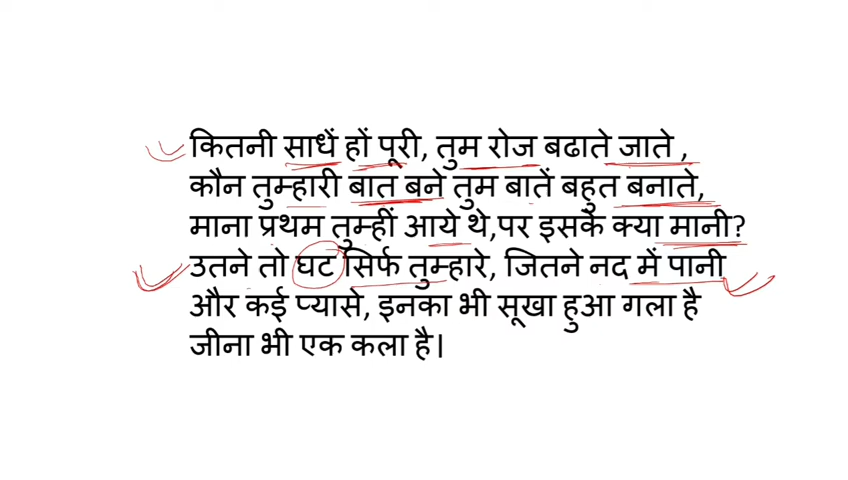 कितनी साधें हों पूरी, तुम रोज बढाते जाते ,
कौन तुम्हारी बात बने तुम बातें बहुत बनाते,
माना प्रथम तुम्हीं आये थे,पर इसके क्या मानी?
उतने तो घट सिर्फ तुम्हारे, जितने नद में पानी
और कई प्यासे, इनका भी सूखा हुआ गला है
जीना भी एक कला है।